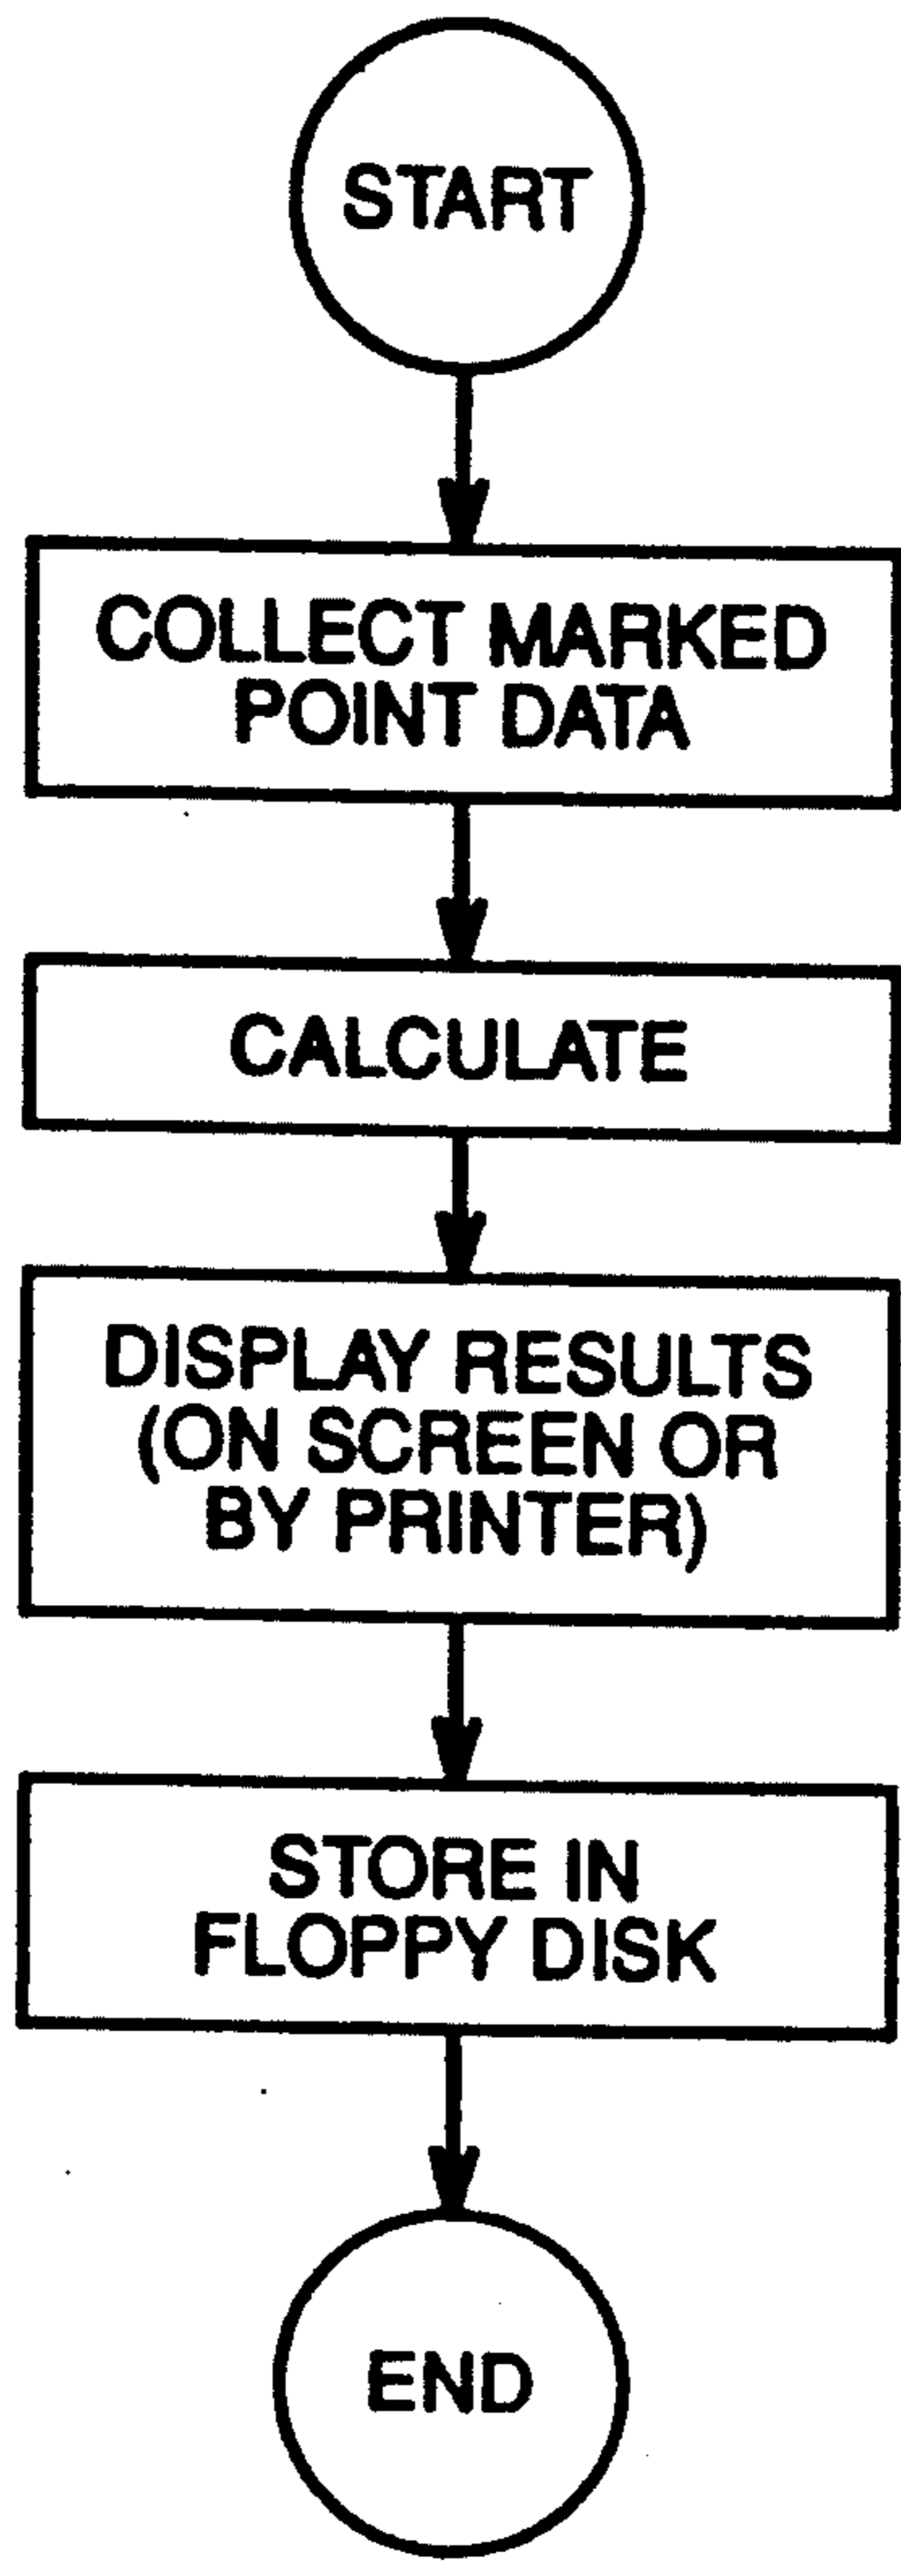 START
COLLECT MARKED
POINT DATA
CALCULATE
DISPLAY RESULTS
(ON SCREEN OR
BY PRINTER)
STORE IN
FLOPPY DISK
END